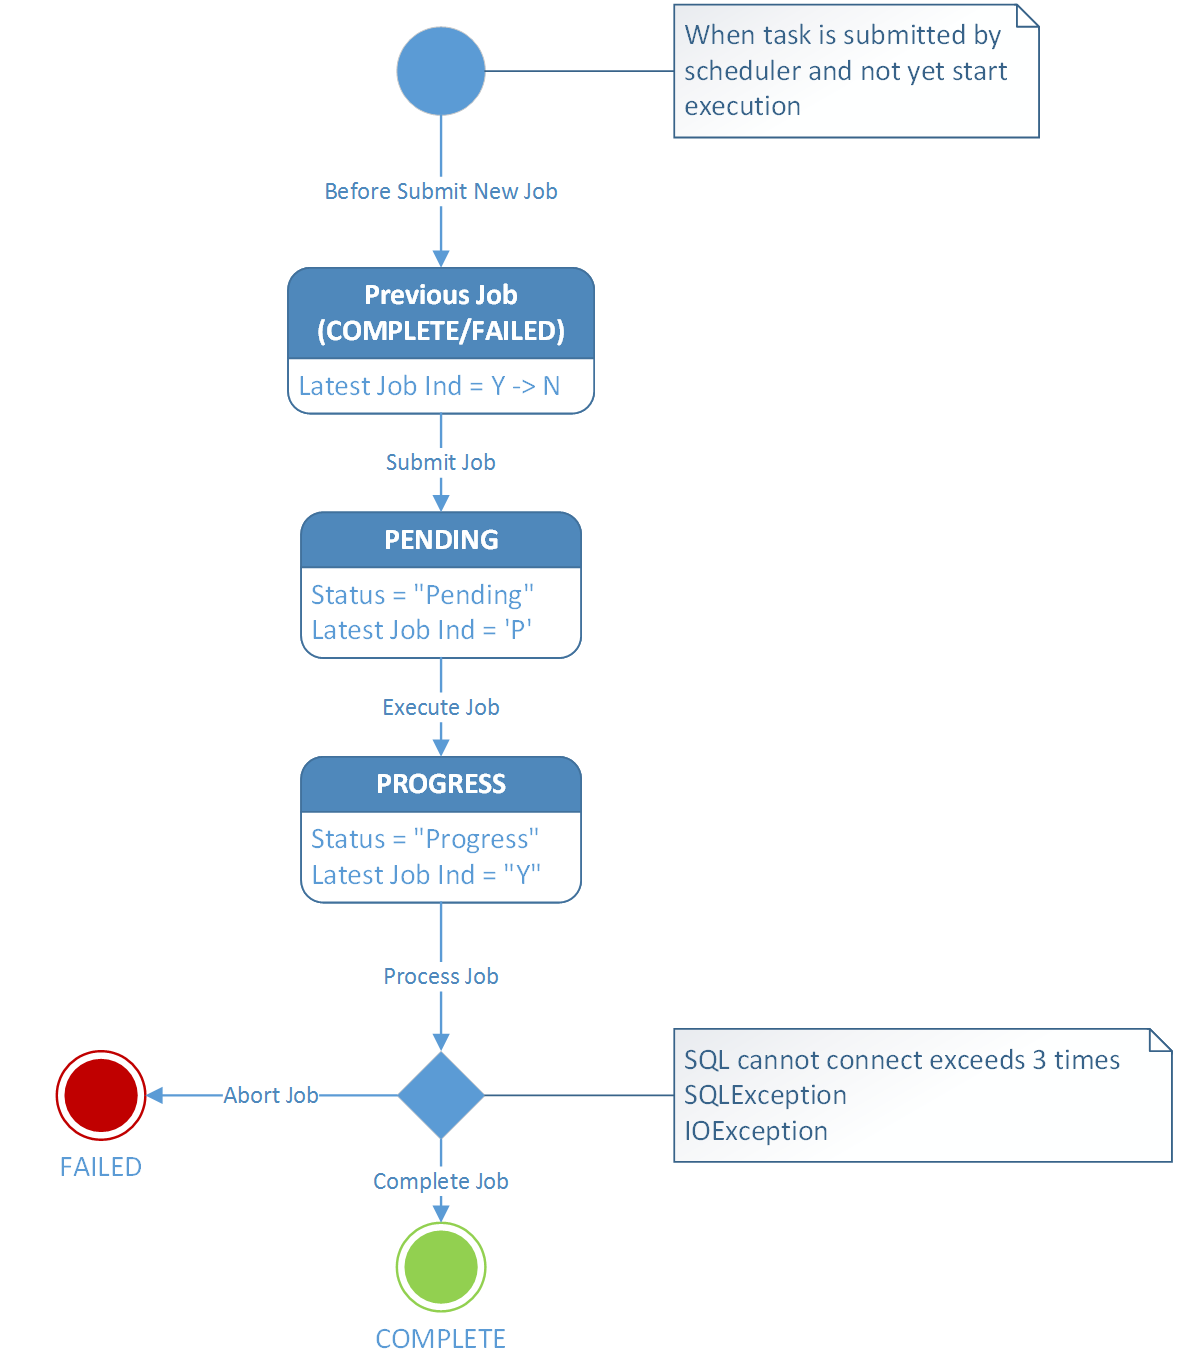 When task is submitted by
scheduler and not yet start
execution
Before Submit New Job
Previous Job
(COMPLETE/FAILED)
Latest Job Ind = Y -> N
Submit Job
PENDING
Status = "Pending"
Latest Job Ind = 'P'
Execute Job
PROGRESS
Status = "Progress"
Latest Job Ind = "Y"
Process Job
SQL cannot connect exceeds 3 times
SQLException
IOException
Abort Job
FAILED
Complete Job
COMPLETE